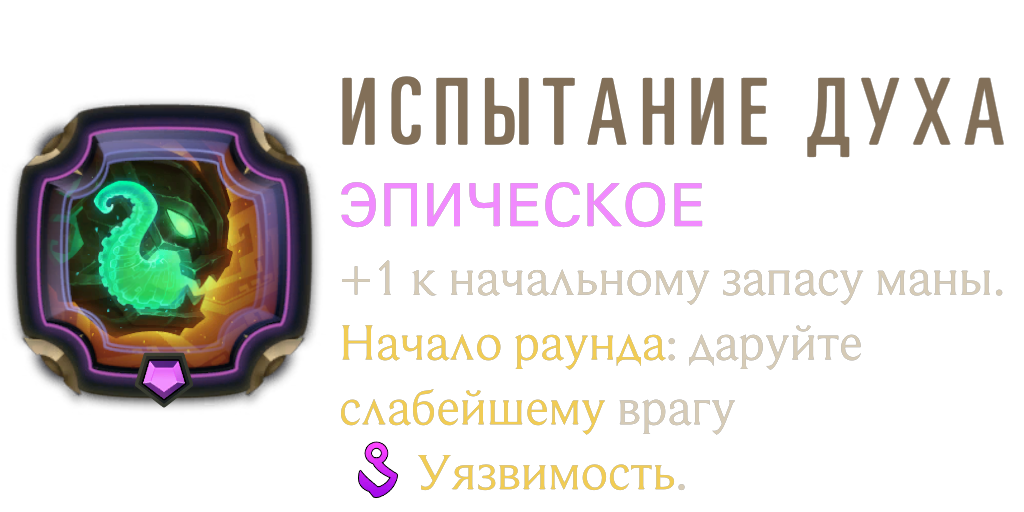 ИСПЫТАНИЕ ДУХА
ЭПИЧЕСКОЕ
+1 к начальному запасу маны.
Начало раунда: даруйте
слабейшему врагу
Уязвимость.